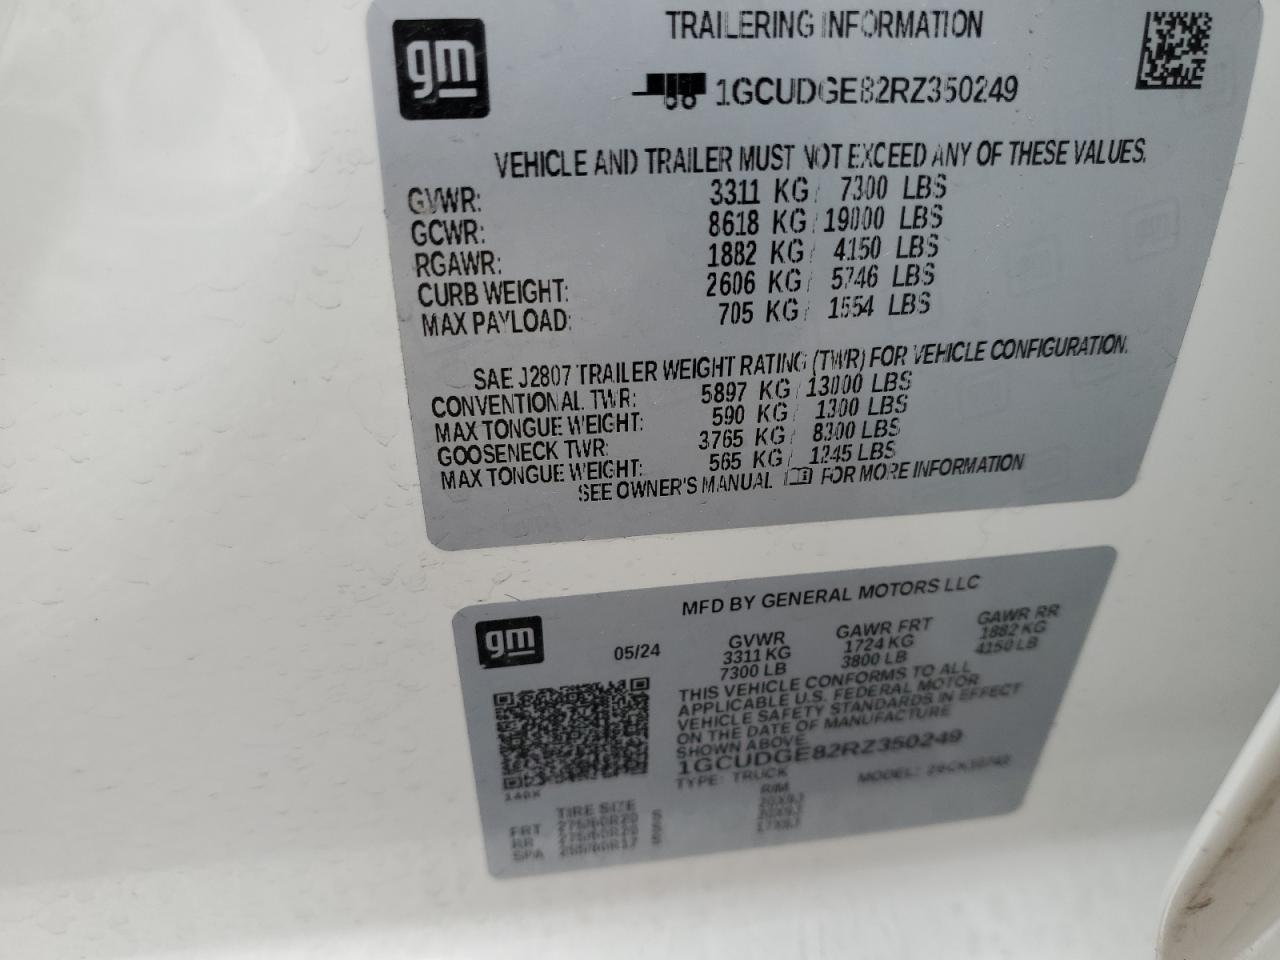 gm
TRAILERING INFORMATION
1GCUDGE82RZ350249
VEHICLE AND TRAILER MUST NOT EXCEED ANY OF THESE VALUES.
GVWR: 3311 KG / 7300 LBS
GCWR: 8618 KG / 19000 LBS
RGAWR: 1882 KG / 4150 LBS
CURB WEIGHT: 2606 KG / 5746 LBS
MAX PAYLOAD: 705 KG / 1554 LBS
SAE J2807 TRAILER WEIGHT RATING (TWR) FOR VEHICLE CONFIGURATION.
CONVENTIONAL TWR: 5897 KG / 13000 LBS
MAX TONGUE WEIGHT: 590 KG / 1300 LBS
GOOSENECK TWR: 3765 KG / 8300 LBS
MAX TONGUE WEIGHT: 565 KG / 1245 LBS
SEE OWNER'S MANUAL FOR MORE INFORMATION
gm
MFD BY GENERAL MOTORS LLC
05/24 GVWR GAWR FRT GAWR RR
3311 KG 1724 KG 1882 KG
7300 LB 3800 LB 4150 LB
THIS VEHICLE CONFORMS TO ALL
APPLICABLE U.S. FEDERAL MOTOR
VEHICLE SAFETY STANDARDS IN EFFECT
ON THE DATE OF MANUFACTURE
SHOWN ABOVE.
1GCUDGE82RZ350249
TYPE: TRUCK MODEL:
TIRE SIZE RIM
FRT 275/60R20 S 20X9J
RR 275/60R20 S 20X9J
SPA